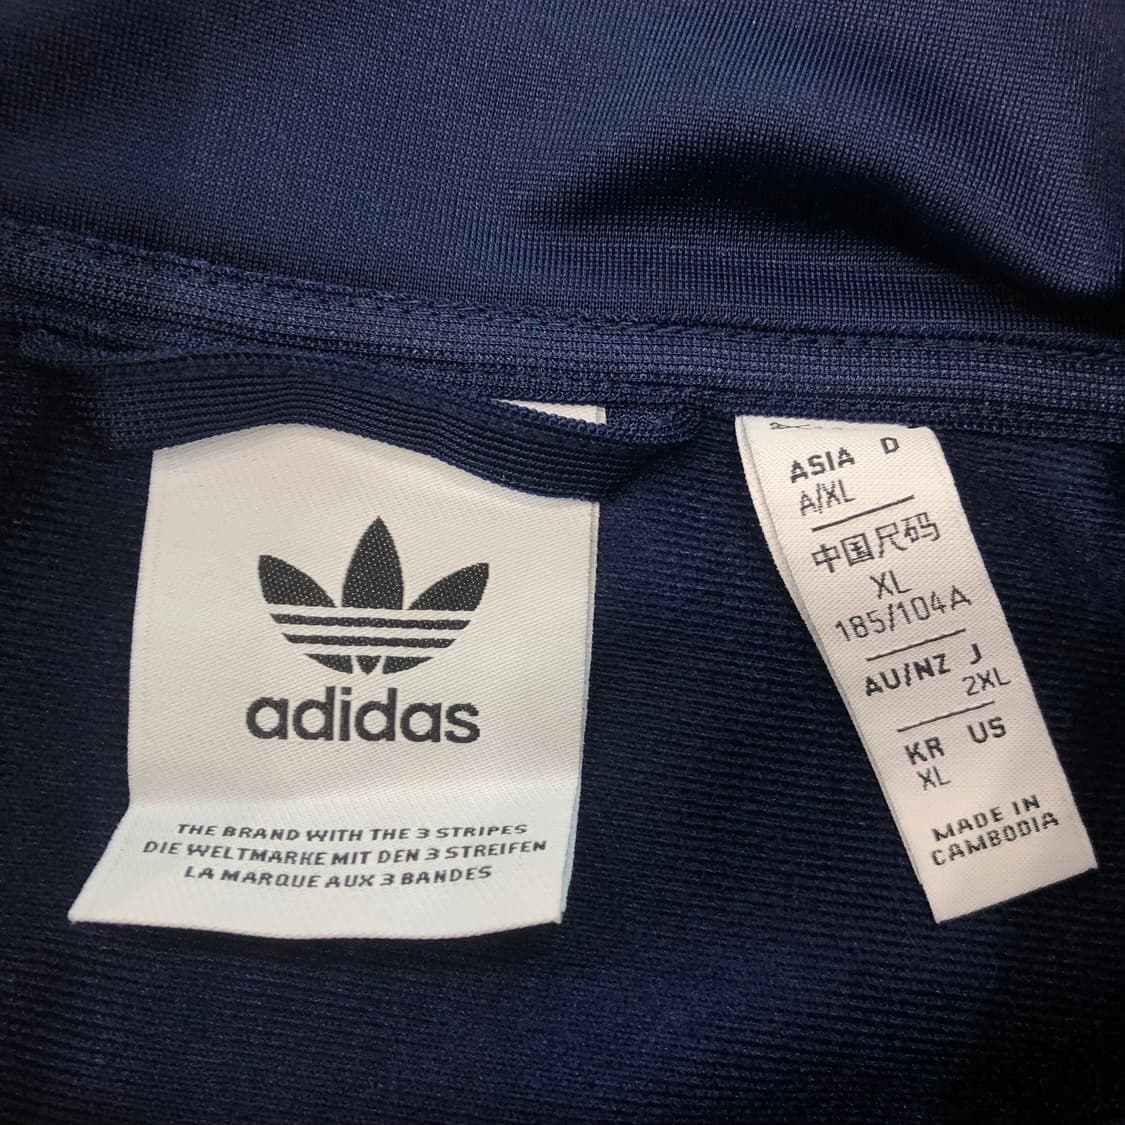 adidas
THE BRAND WITH THE 3 STRIPES
DIE WELTMARKE MIT DEN 3 STREIFEN
LA MARQUE AUX 3 BANDES
ASIA D
A/XL
中国尺码
XL
185/104A
AU/NZ J
2XL
KR US
XL
MADE IN
CAMBODIA